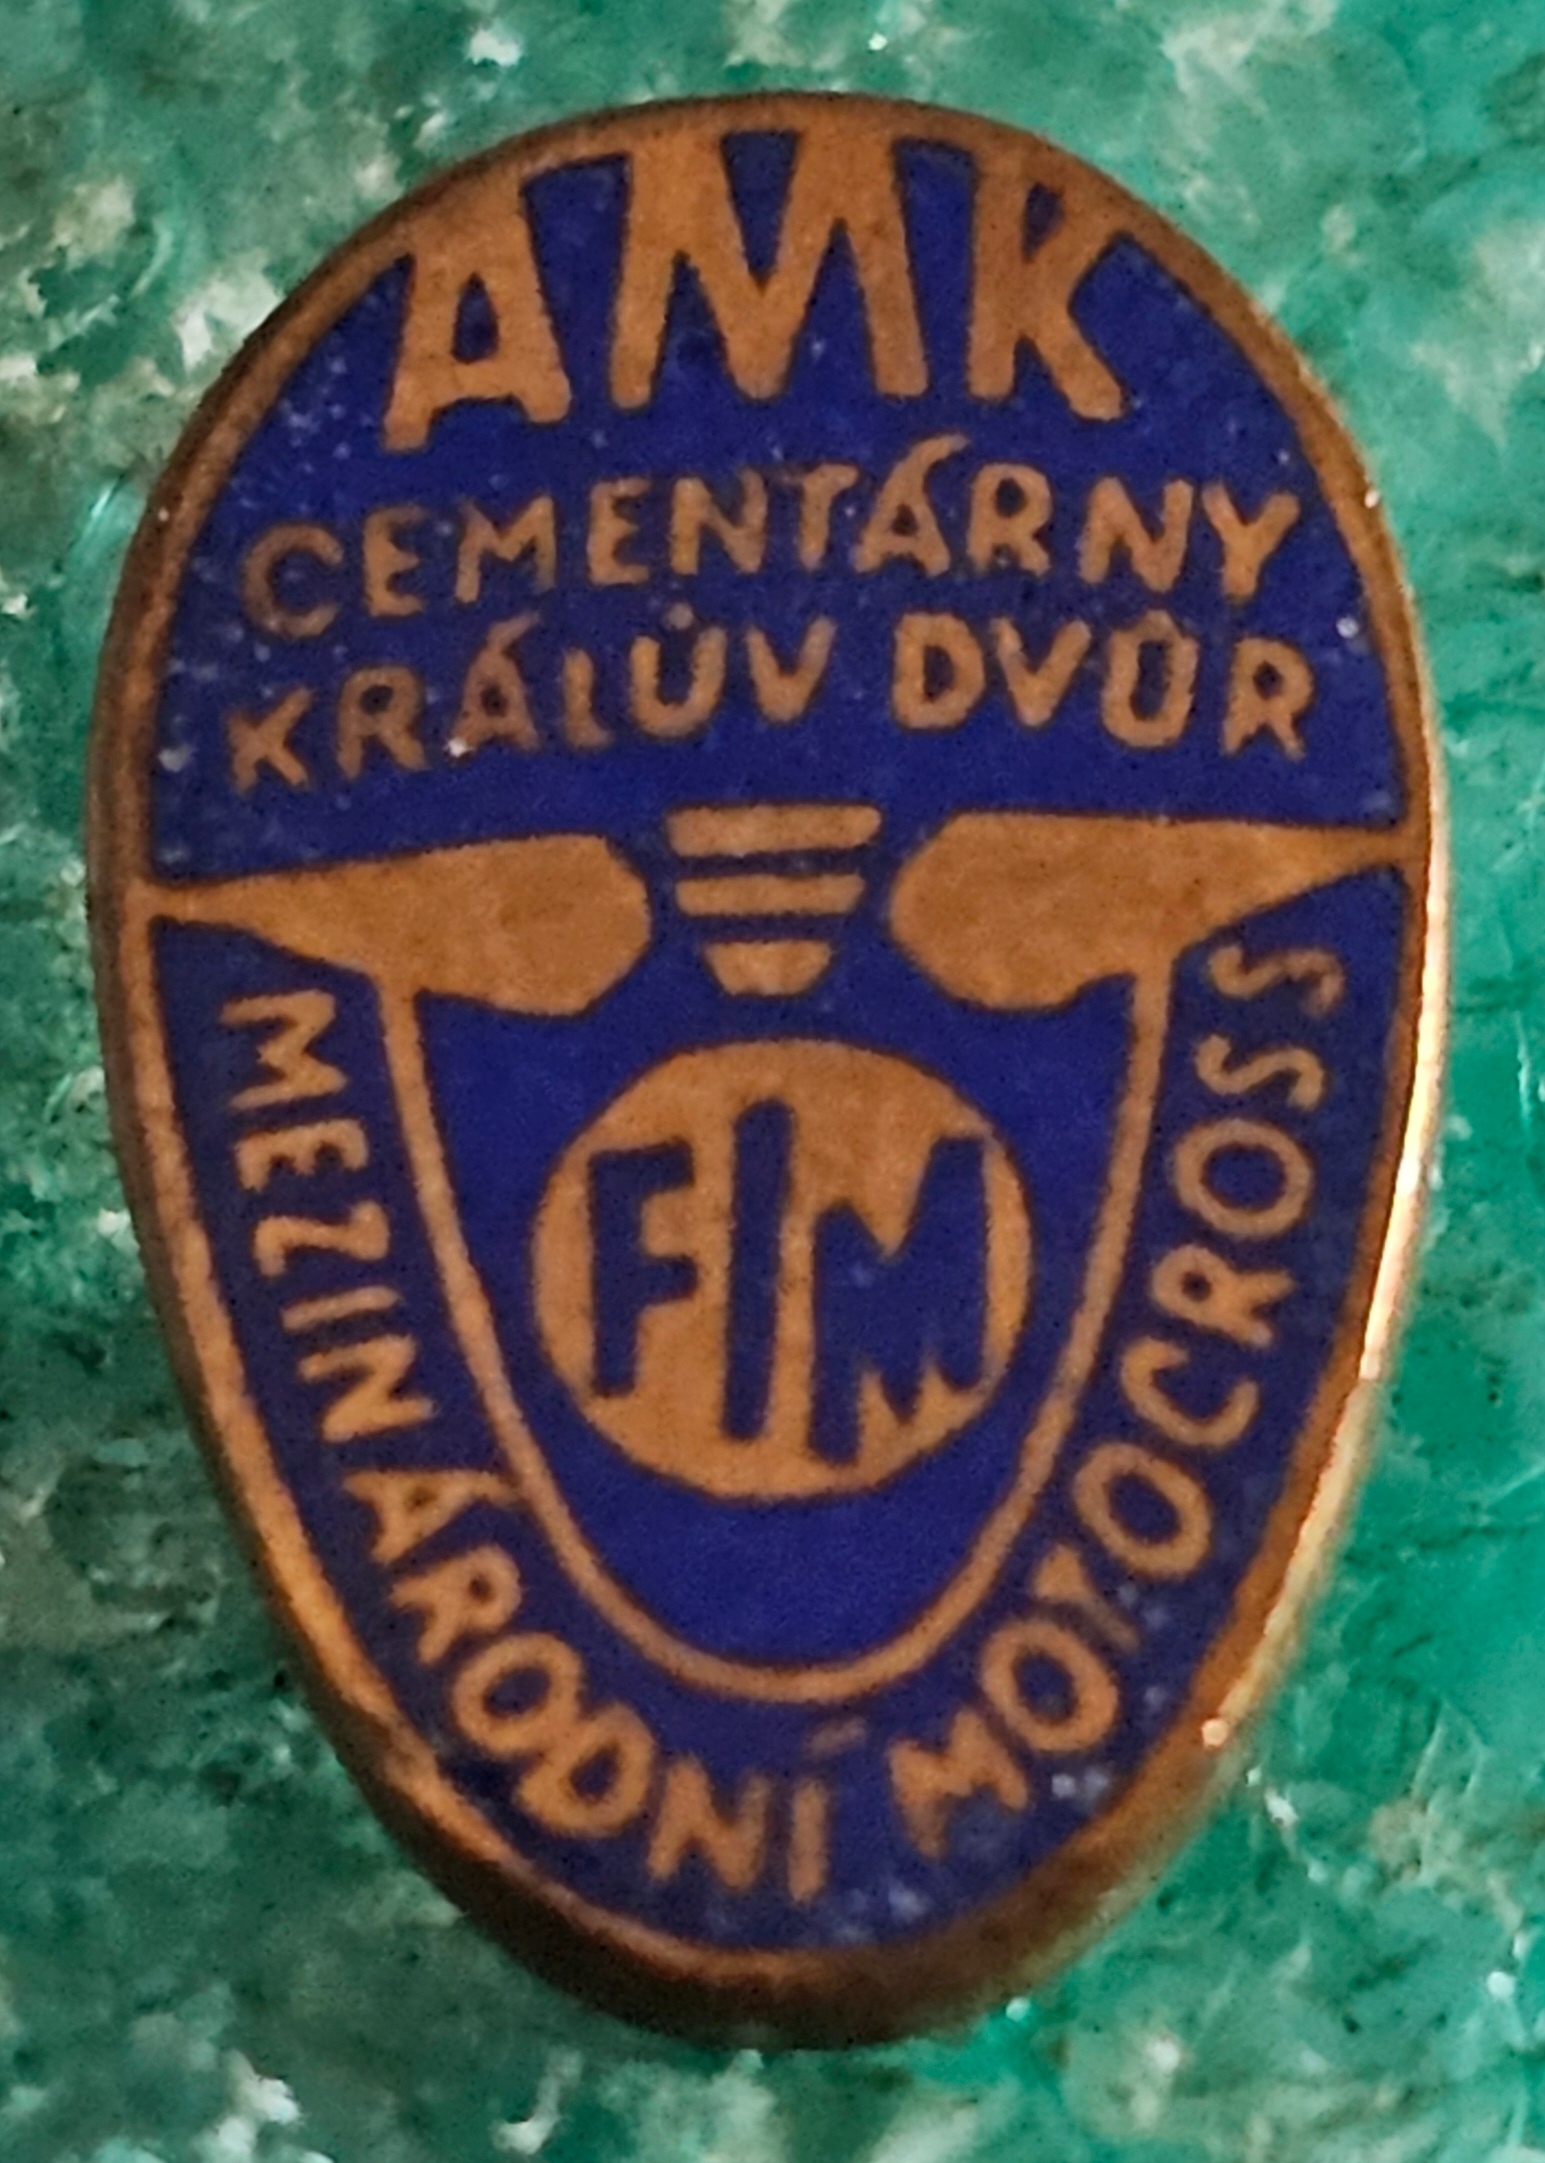 AMK
CEMENTÁRNY
KRÁLŮV DVŮR
FIM
MEZINÁRODNÍ MOTOCROSS